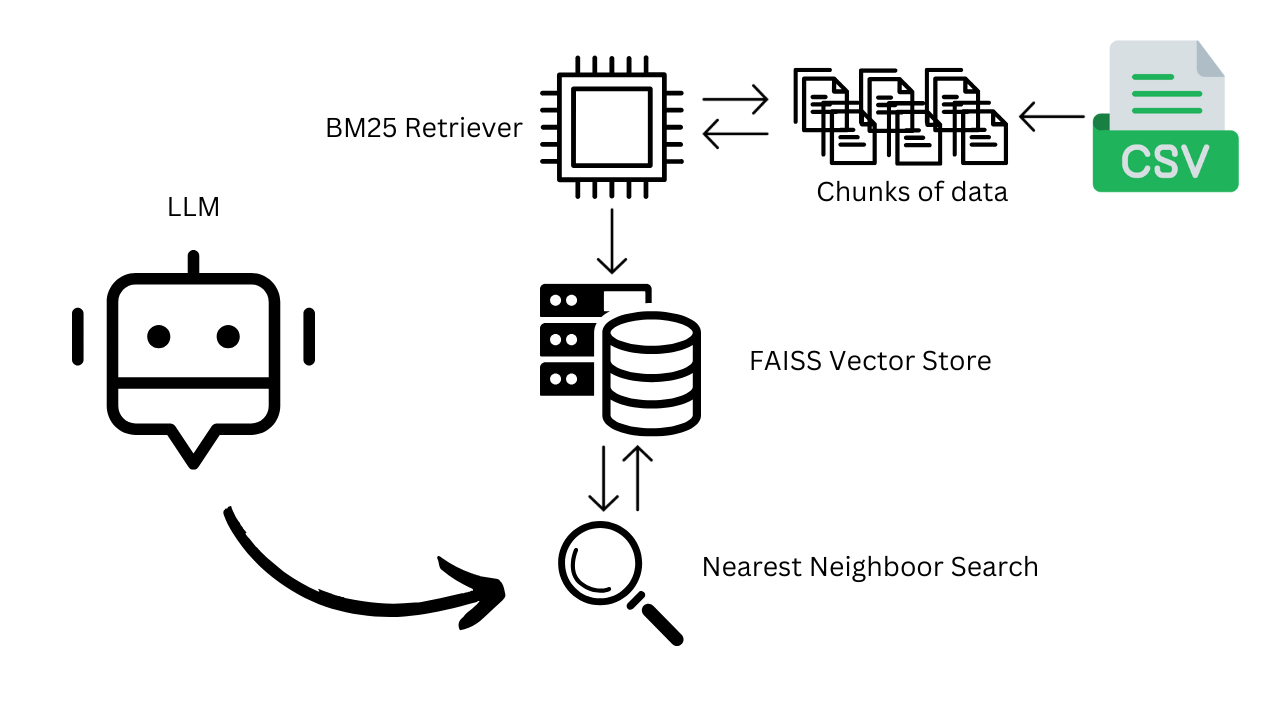 BM25 Retriever
CSV
Chunks of data
LLM
FAISS Vector Store
Nearest Neighboor Search